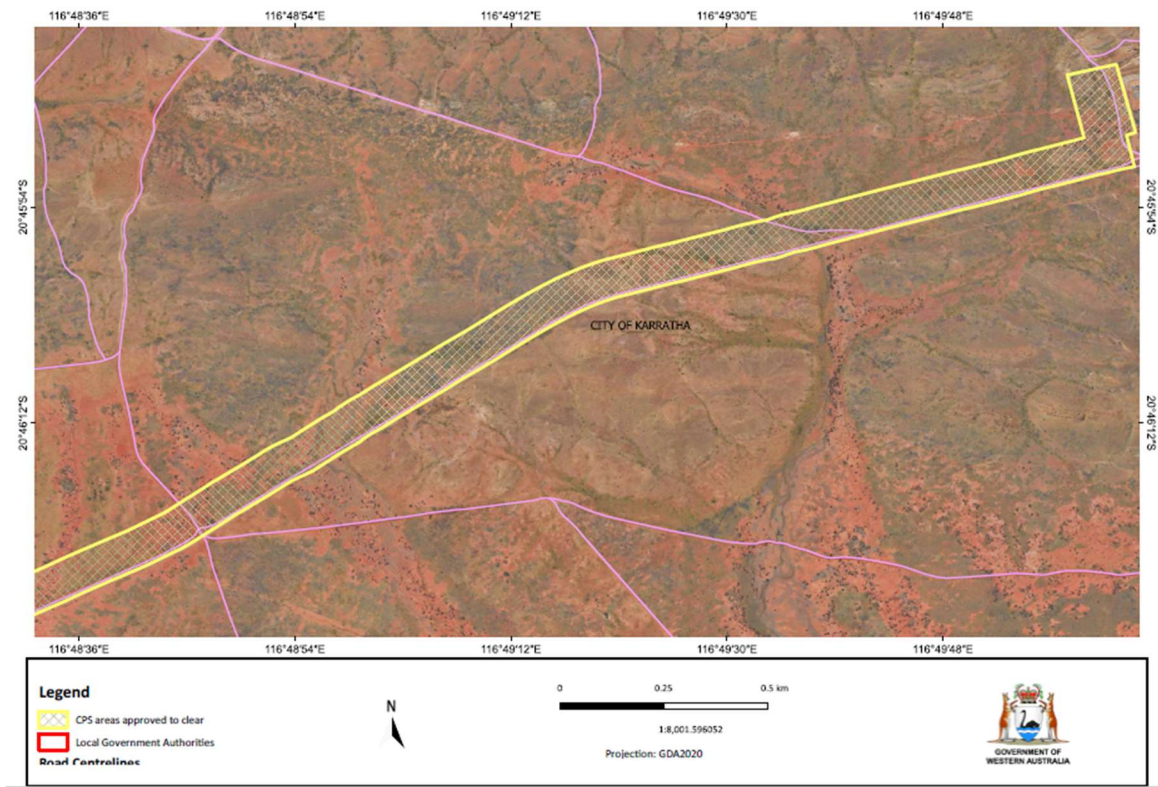 116°48'36"E 116°48'54"E 116°49'12"E 116°49'30"E 116°49'48"E
20°45'54"S 20°45'54"S
CITY OF KARRATHA
20°46'12"S 20°46'12"S
116°48'36"E 116°48'54"E 116°49'12"E 116°49'30"E 116°49'48"E
Legend
CPS areas approved to clear
Local Government Authorities
Road Centrelines
N
0 0.25 0.5 km
1:8,001.596052
Projection: GDA2020
GOVERNMENT OF
WESTERN AUSTRALIA